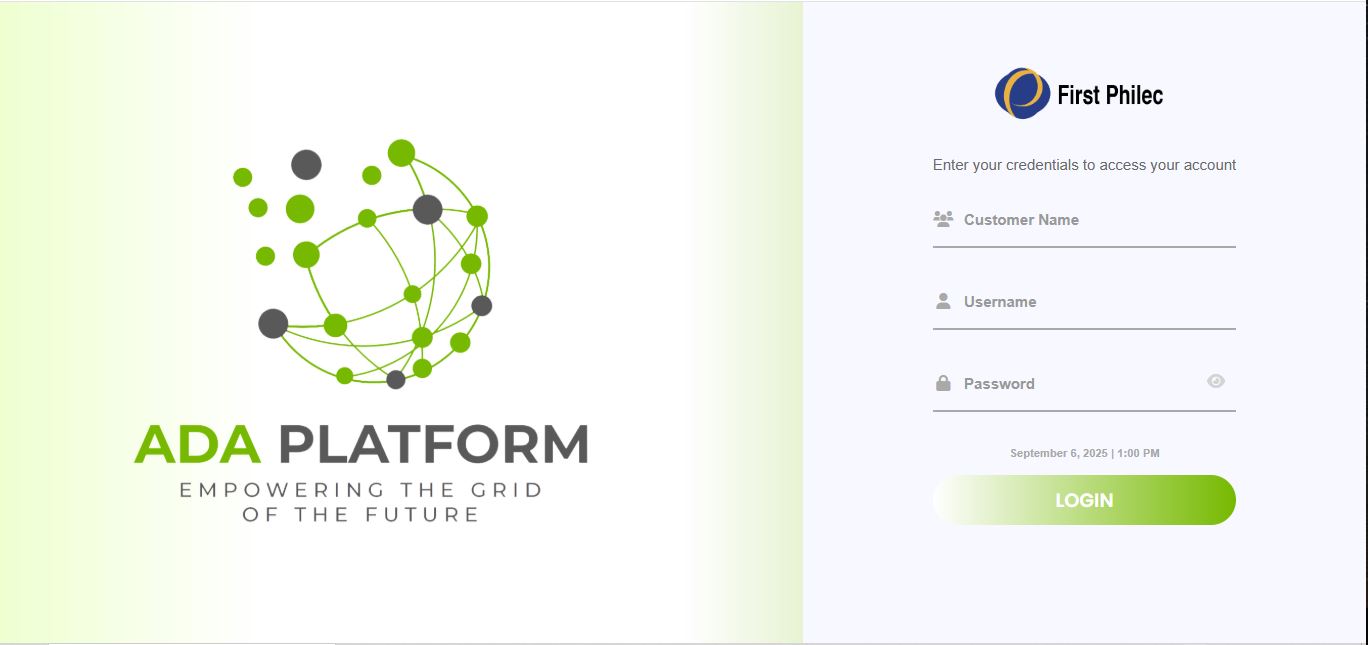 ADA PLATFORM
EMPOWERING THE GRID
OF THE FUTURE
First Philec
Enter your credentials to access your account
Customer Name
Username
Password
September 6, 2025 | 1:00 PM
LOGIN